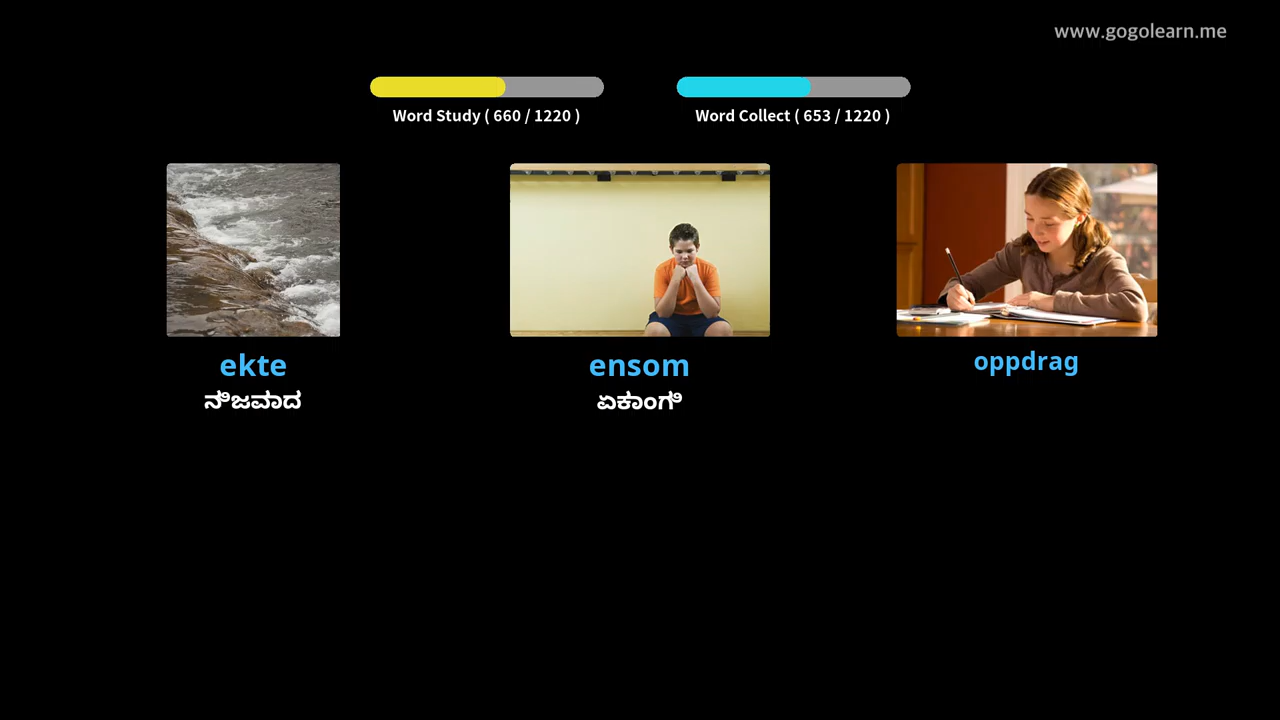 www.gogolearn.me
Word Study ( 660 / 1220 )
Word Collect ( 653 / 1220 )
ekte
ensom
oppdrag
ನಿಜವಾದ
ಏಕಾಂಗಿ